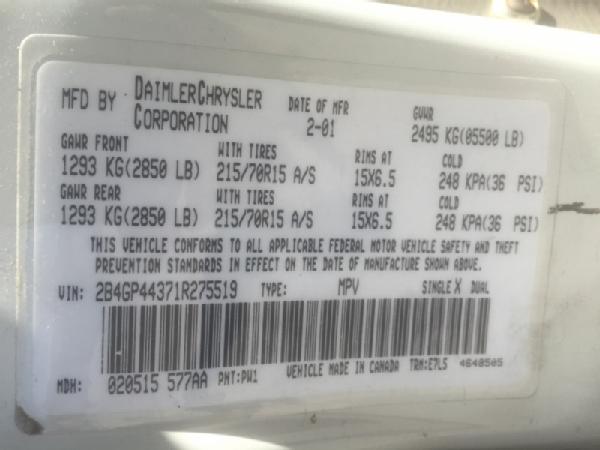 MFD BY DAIMLERCHRYSLER CORPORATION DATE OF MFR 2-01 GVWR 2495 KG(05500 LB)
GAWR FRONT WITH TIRES RIMS AT COLD
1293 KG(2850 LB) 215/70R15 A/S 15X6.5 248 KPA(36 PSI)
GAWR REAR WITH TIRES RIMS AT COLD
1293 KG(2850 LB) 215/70R15 A/S 15X6.5 248 KPA(36 PSI)
THIS VEHICLE CONFORMS TO ALL APPLICABLE FEDERAL MOTOR VEHICLE SAFETY AND THEFT
PREVENTION STANDARDS IN EFFECT ON THE DATE OF MANUFACTURE SHOWN ABOVE.
VIN: 2B4GP44371R275519 TYPE: MPV SINGLE X DUAL
MDH: 020515 577AA PNT:PW1 VEHICLE MADE IN CANADA TRM:E7L5 4640505